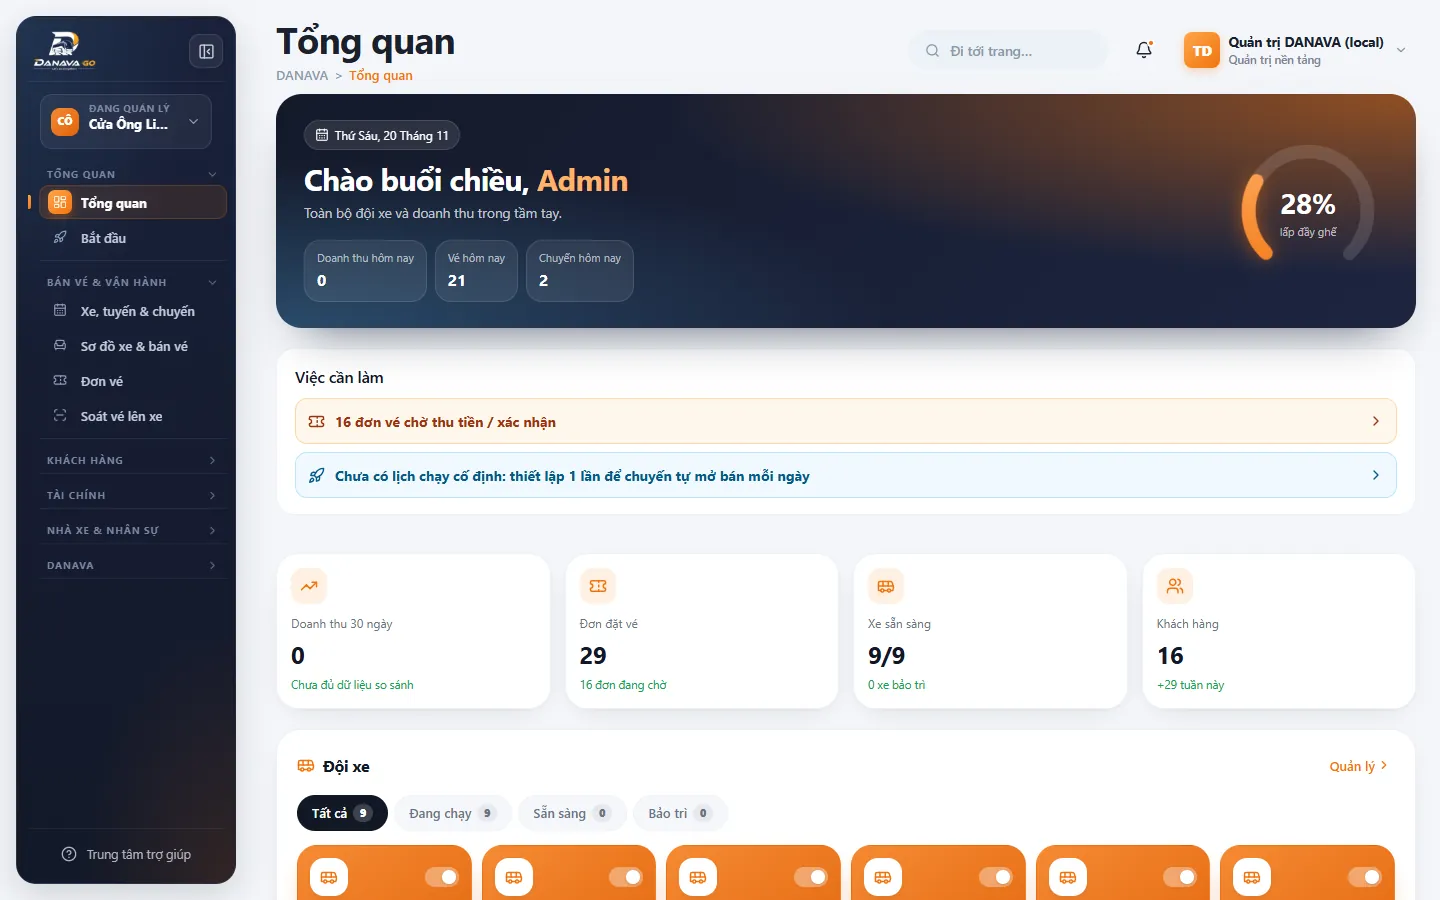 DANAVA GO
ĐANG QUẢN LÝ
CÔ
Cửa Ông Li...
TỔNG QUAN
Tổng quan
Bắt đầu
BÁN VÉ & VẬN HÀNH
Xe, tuyến & chuyến
Sơ đồ xe & bán vé
Đơn vé
Soát vé lên xe
KHÁCH HÀNG
TÀI CHÍNH
NHÀ XE & NHÂN SỰ
DANAVA
Trung tâm trợ giúp
Tổng quan
DANAVA > Tổng quan
Đi tới trang...
TD
Quản trị DANAVA (local)
Quản trị nền tảng
Thứ Sáu, 20 Tháng 11
Chào buổi chiều, Admin
Toàn bộ đội xe và doanh thu trong tầm tay.
Doanh thu hôm nay
0
Vé hôm nay
21
Chuyến hôm nay
2
28%
lấp đầy ghế
Việc cần làm
16 đơn vé chờ thu tiền / xác nhận
Chưa có lịch chạy cố định: thiết lập 1 lần để chuyến tự mở bán mỗi ngày
Doanh thu 30 ngày
0
Chưa đủ dữ liệu so sánh
Đơn đặt vé
29
16 đơn đang chờ
Xe sẵn sàng
9/9
0 xe bảo trì
Khách hàng
16
+29 tuần này
Đội xe
Quản lý
Tất cả 9
Đang chạy 9
Sẵn sàng 0
Bảo trì 0